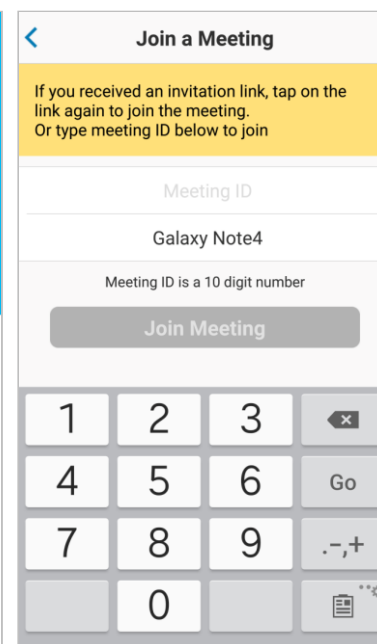 Join a Meeting
If you received an invitation link, tap on the
link again to join the meeting.
Or type meeting ID below to join
Meeting ID
Galaxy Note4
Meeting ID is a 10 digit number
Join Meeting
1 2 3
4 5 6 Go
7 8 9 .-,+
0